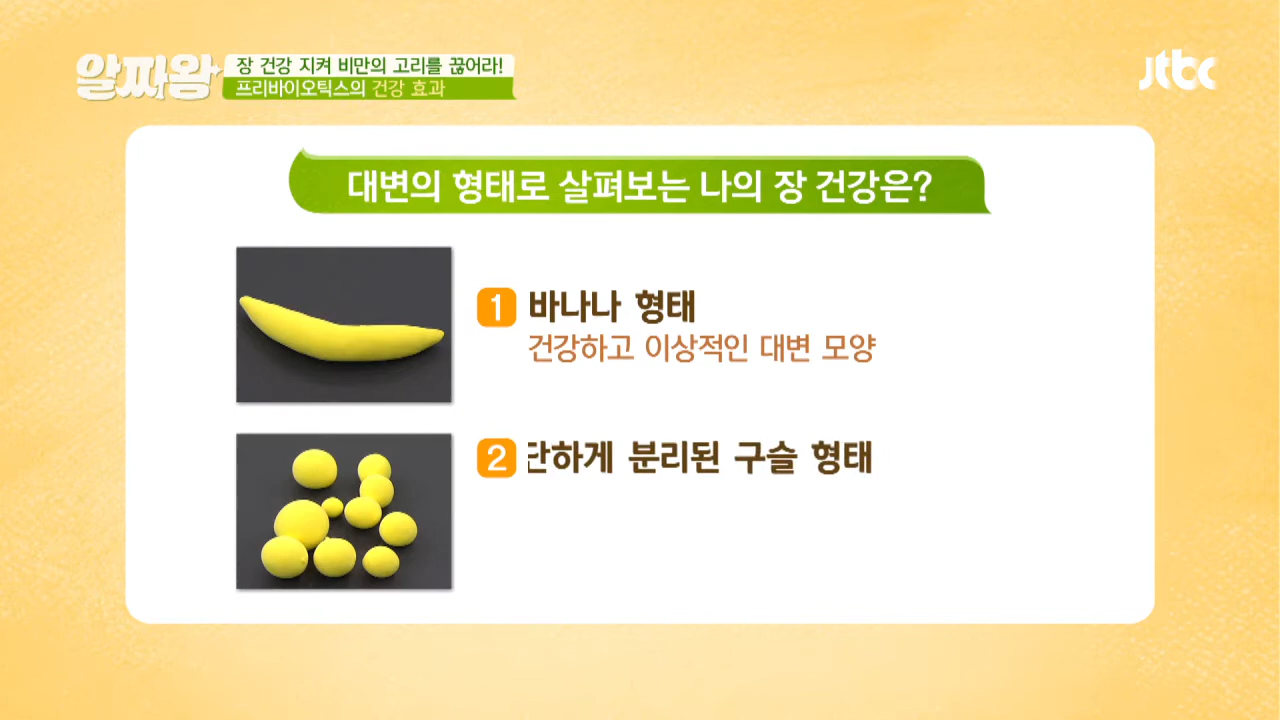 알짜왕
장 건강 지켜 비만의 고리를 끊어라!
프리바이오틱스의 건강 효과
jtbc
대변의 형태로 살펴보는 나의 장 건강은?
1 바나나 형태
건강하고 이상적인 대변 모양
2 단하게 분리된 구슬 형태